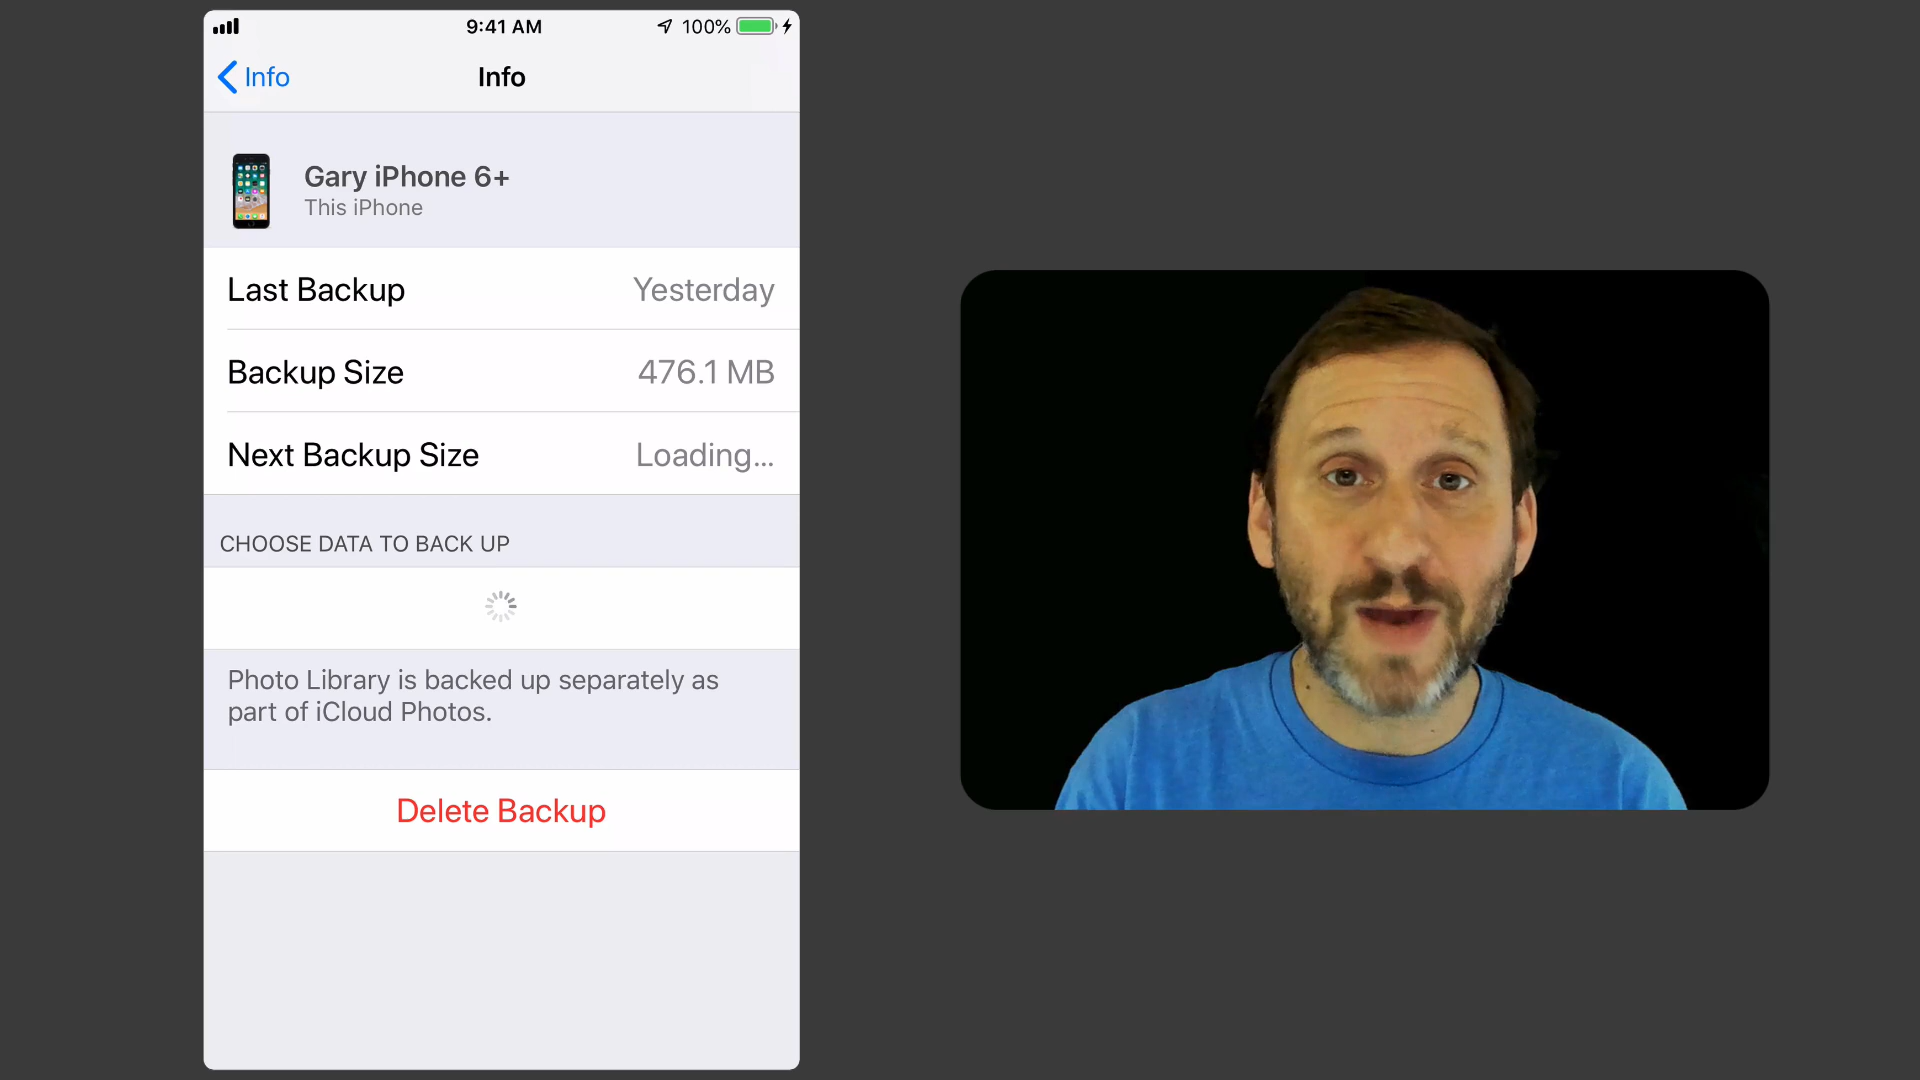 9:41 AM
100%
Info
Info
Gary iPhone 6+
This iPhone
Last Backup
Yesterday
Backup Size
476.1 MB
Next Backup Size
Loading...
CHOOSE DATA TO BACK UP
Photo Library is backed up separately as
part of iCloud Photos.
Delete Backup